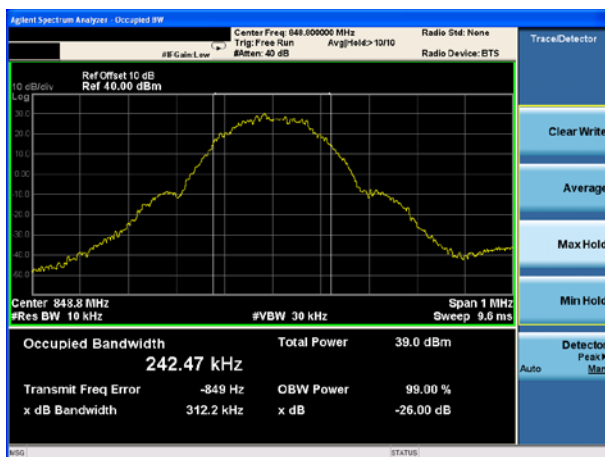 Agilent Spectrum Analyzer - Occupied BW
Center Freq: 848.800000 MHz
Radio Std: None
Trace/Detector
Trig: Free Run
Avg|Hold:>10/10
#IFGain:Low
#Atten: 40 dB
Radio Device: BTS
Ref Offset 10 dB
10 dB/div
Ref 40.00 dBm
Log
30.0
20.0
10.0
0.00
-10.0
-20.0
-30.0
-40.0
-50.0
Clear Write
Average
Max Hold
Min Hold
Center 848.8 MHz
Span 1 MHz
#Res BW 10 kHz
#VBW 30 kHz
Sweep 9.6 ms
Occupied Bandwidth
Total Power
39.0 dBm
242.47 kHz
Transmit Freq Error
-849 Hz
OBW Power
99.00 %
x dB Bandwidth
312.2 kHz
x dB
-26.00 dB
Detector
Peak
Auto
Man
MSG
STATUS